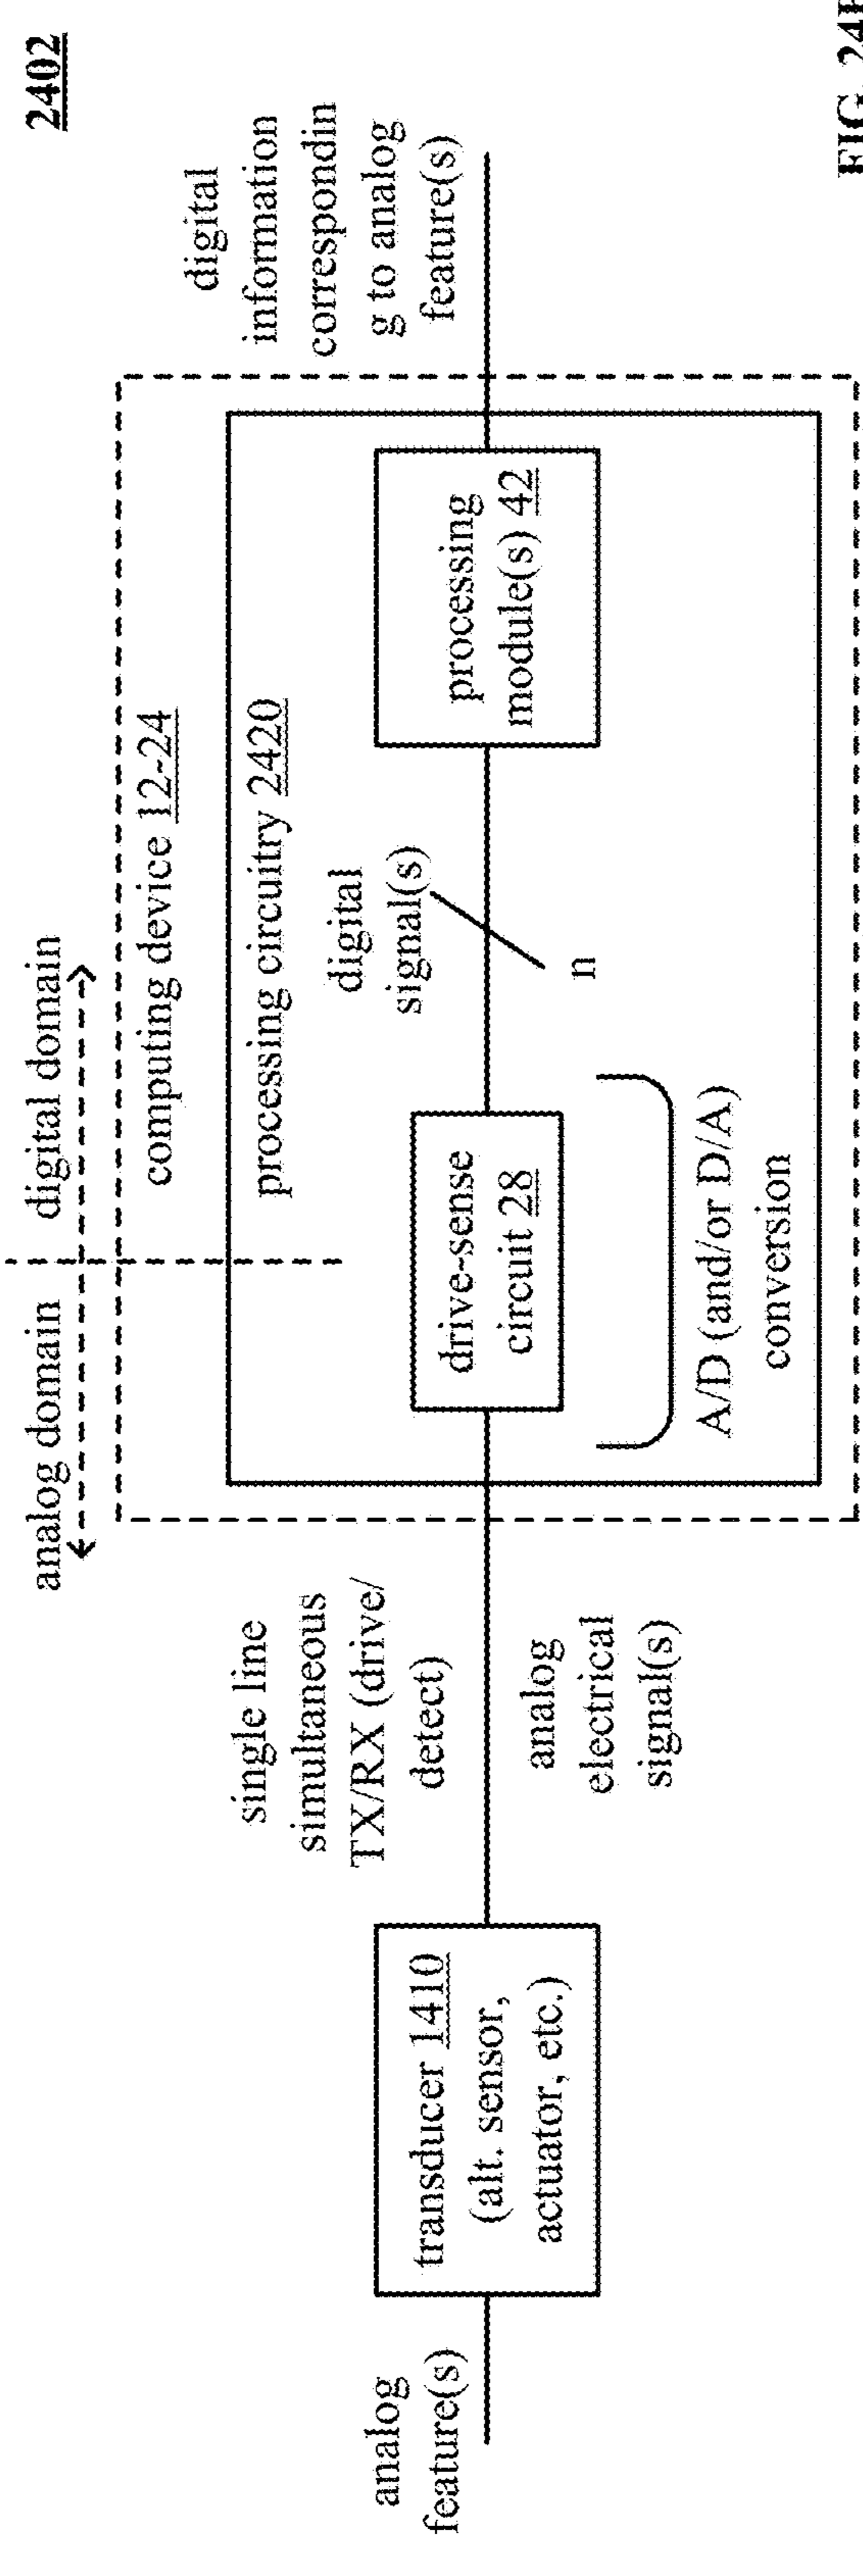 2402
analog domain
digital domain
computing device 12-24
processing circuitry 2420
analog
feature(s)
transducer 1410
(alt. sensor,
actuator, etc.)
single line
simultaneous
TX/RX (drive/
detect)
analog
electrical
signal(s)
drive-sense
circuit 28
A/D (and/or D/A)
conversion
digital
signal(s)
n
processing
module(s) 42
digital
information
correspondin
g to analog
feature(s)
FIG. 24